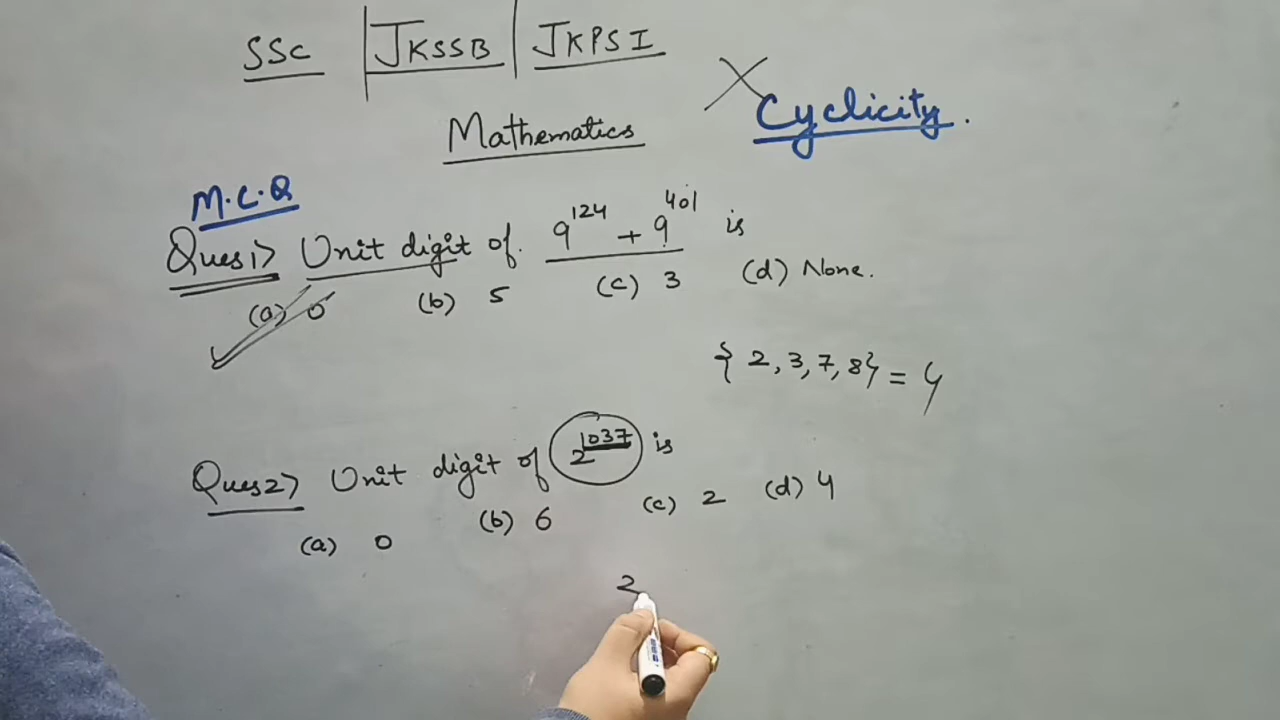 SSC | JKSSB | JKPSI
Mathematics
Cyclicity.
M.C.Q
Ques1> Unit digit of. 9^124 + 9^401 is
(a) 0 (b) 5 (c) 3 (d) None.
{2,3,7,8} = 4
Ques2> Unit digit of 2^1037 is
(a) 0 (b) 6 (c) 2 (d) 4
2